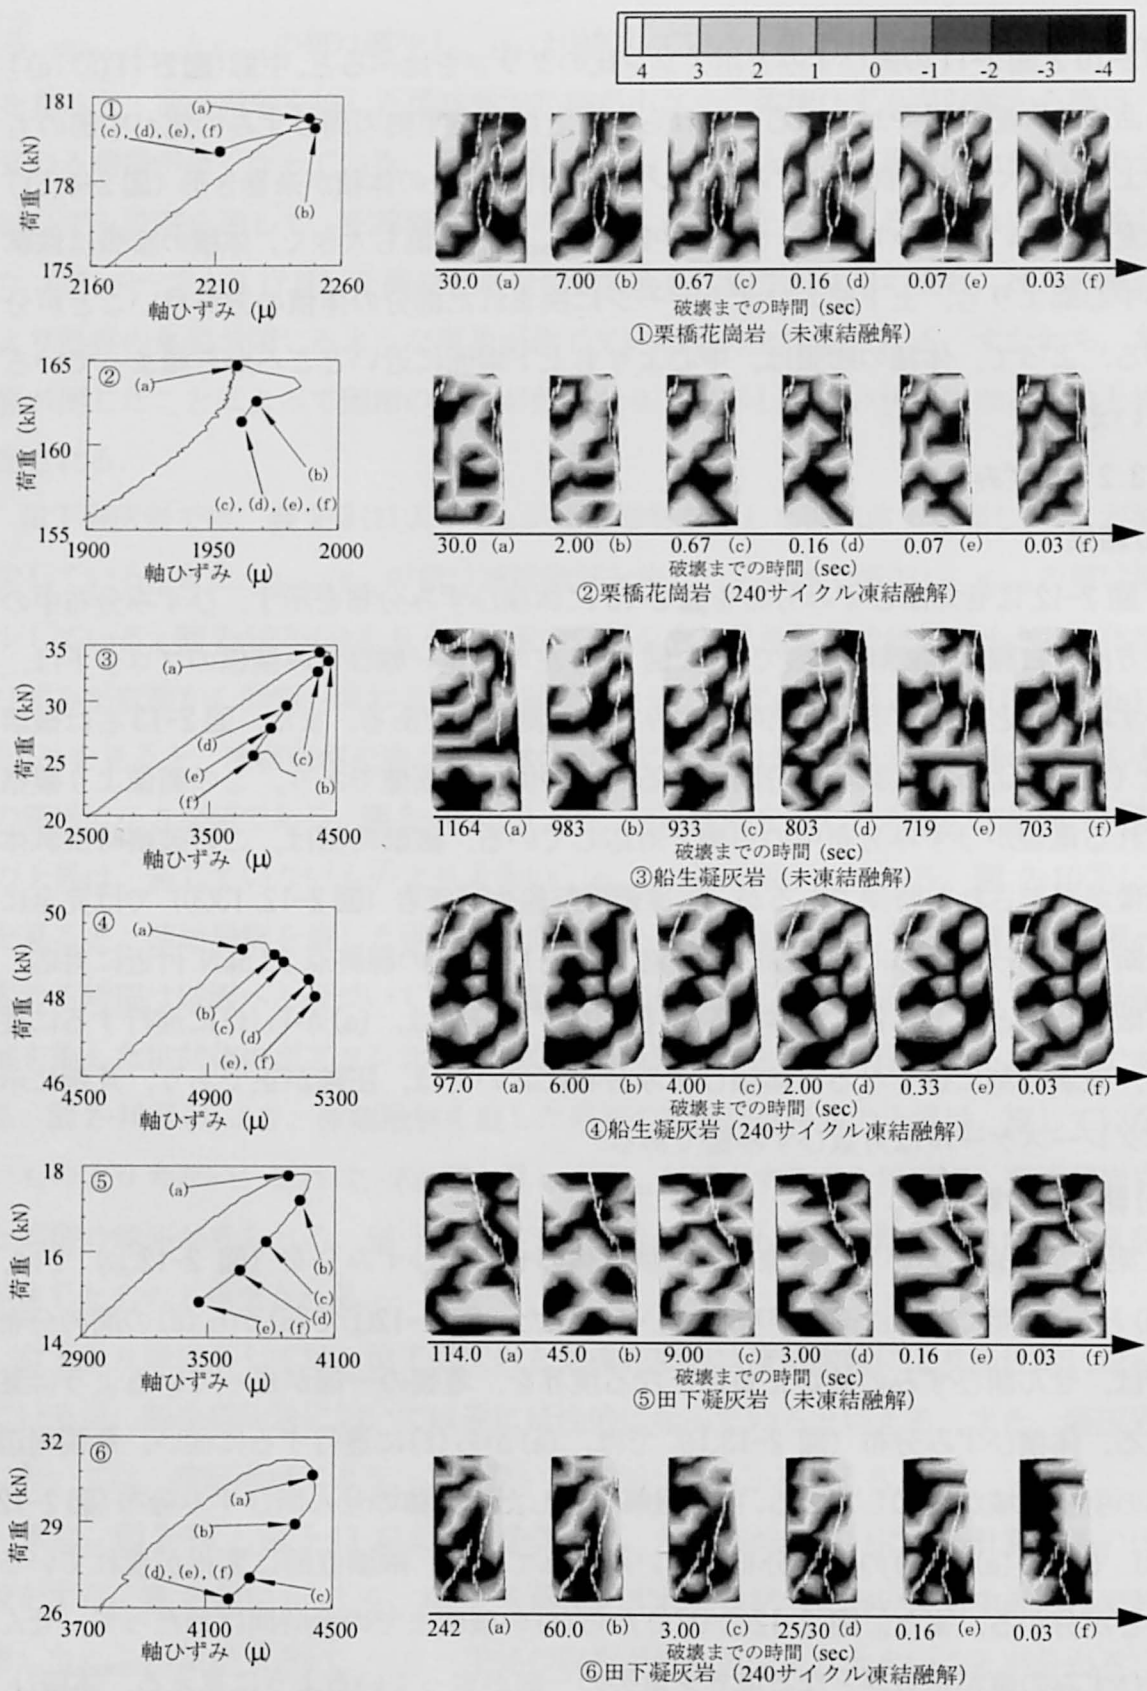 4 3 2 1 0 -1 -2 -3 -4
①
荷重 (kN)
181
178
175
2160 2210 2260
軸ひずみ (μ)
(a)
(c), (d), (e), (f)
(b)
30.0 (a) 7.00 (b) 0.67 (c) 0.16 (d) 0.07 (e) 0.03 (f)
破壊までの時間 (sec)
①栗橋花崗岩 (未凍結融解)
②
荷重 (kN)
165
160
155
1900 1960 2000
軸ひずみ (μ)
(a)
(b)
(c), (d), (e), (f)
30.0 (a) 2.00 (b) 0.67 (c) 0.16 (d) 0.07 (e) 0.03 (f)
破壊までの時間 (sec)
②栗橋花崗岩 (240サイクル凍結融解)
③
荷重 (kN)
35
30
25
20
2500 3500 4500
軸ひずみ (μ)
(a)
(d)
(e)
(c)
(f)
(b)
1164 (a) 983 (b) 933 (c) 803 (d) 719 (e) 703 (f)
破壊までの時間 (sec)
③船生凝灰岩 (未凍結融解)
④
荷重 (kN)
50
48
46
4500 4900 5300
軸ひずみ (μ)
(a)
(b)
(c)
(d)
(e), (f)
97.0 (a) 6.00 (b) 4.00 (c) 2.00 (d) 0.33 (e) 0.03 (f)
破壊までの時間 (sec)
④船生凝灰岩 (240サイクル凍結融解)
⑤
荷重 (kN)
18
16
14
2900 3500 4100
軸ひずみ (μ)
(a)
(b)
(c)
(d)
(e), (f)
114.0 (a) 45.0 (b) 9.00 (c) 3.00 (d) 0.16 (e) 0.03 (f)
破壊までの時間 (sec)
⑤田下凝灰岩 (未凍結融解)
⑥
荷重 (kN)
32
29
26
3700 4100 4500
軸ひずみ (μ)
(a)
(b)
(d), (e), (f)
(c)
242 (a) 60.0 (b) 3.00 (c) 25/30 (d) 0.16 (e) 0.03 (f)
破壊までの時間 (sec)
⑥田下凝灰岩 (240サイクル凍結融解)